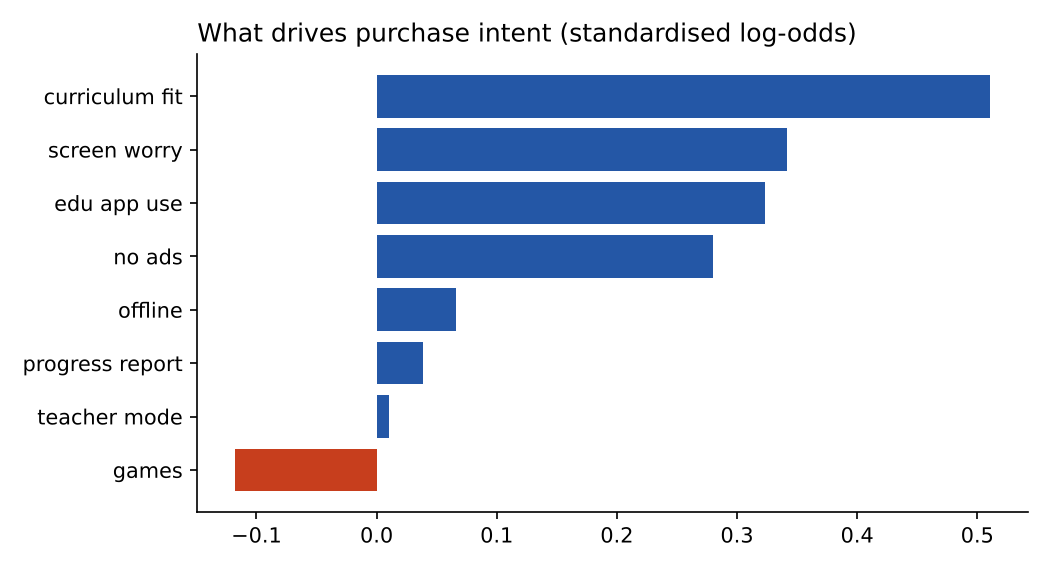 What drives purchase intent (standardised log-odds)
curriculum fit
screen worry
edu app use
no ads
offline
progress report
teacher mode
games
−0.1 0.0 0.1 0.2 0.3 0.4 0.5